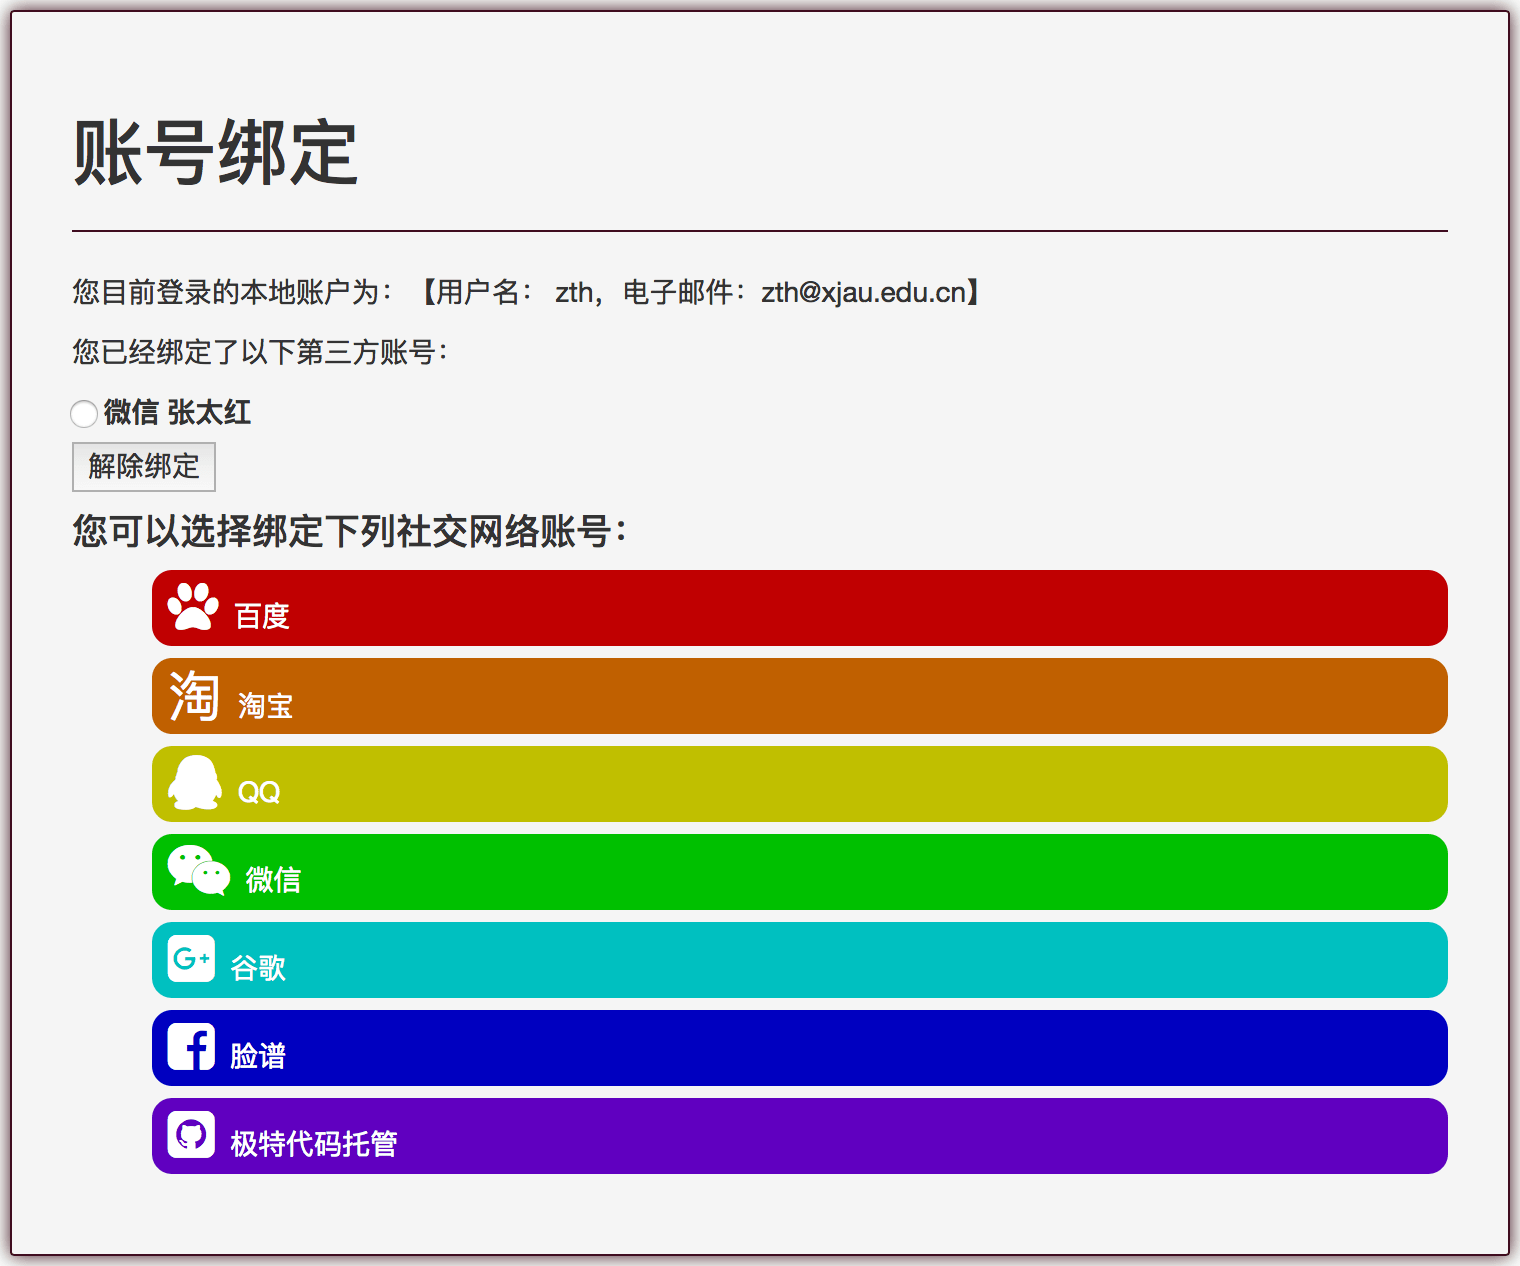 账号绑定
您目前登录的本地账户为：【用户名： zth，电子邮件：zth@xjau.edu.cn】
您已经绑定了以下第三方账号：
微信 张太红
解除绑定
您可以选择绑定下列社交网络账号：
百度
淘 淘宝
QQ
微信
G+ 谷歌
脸谱
极特代码托管